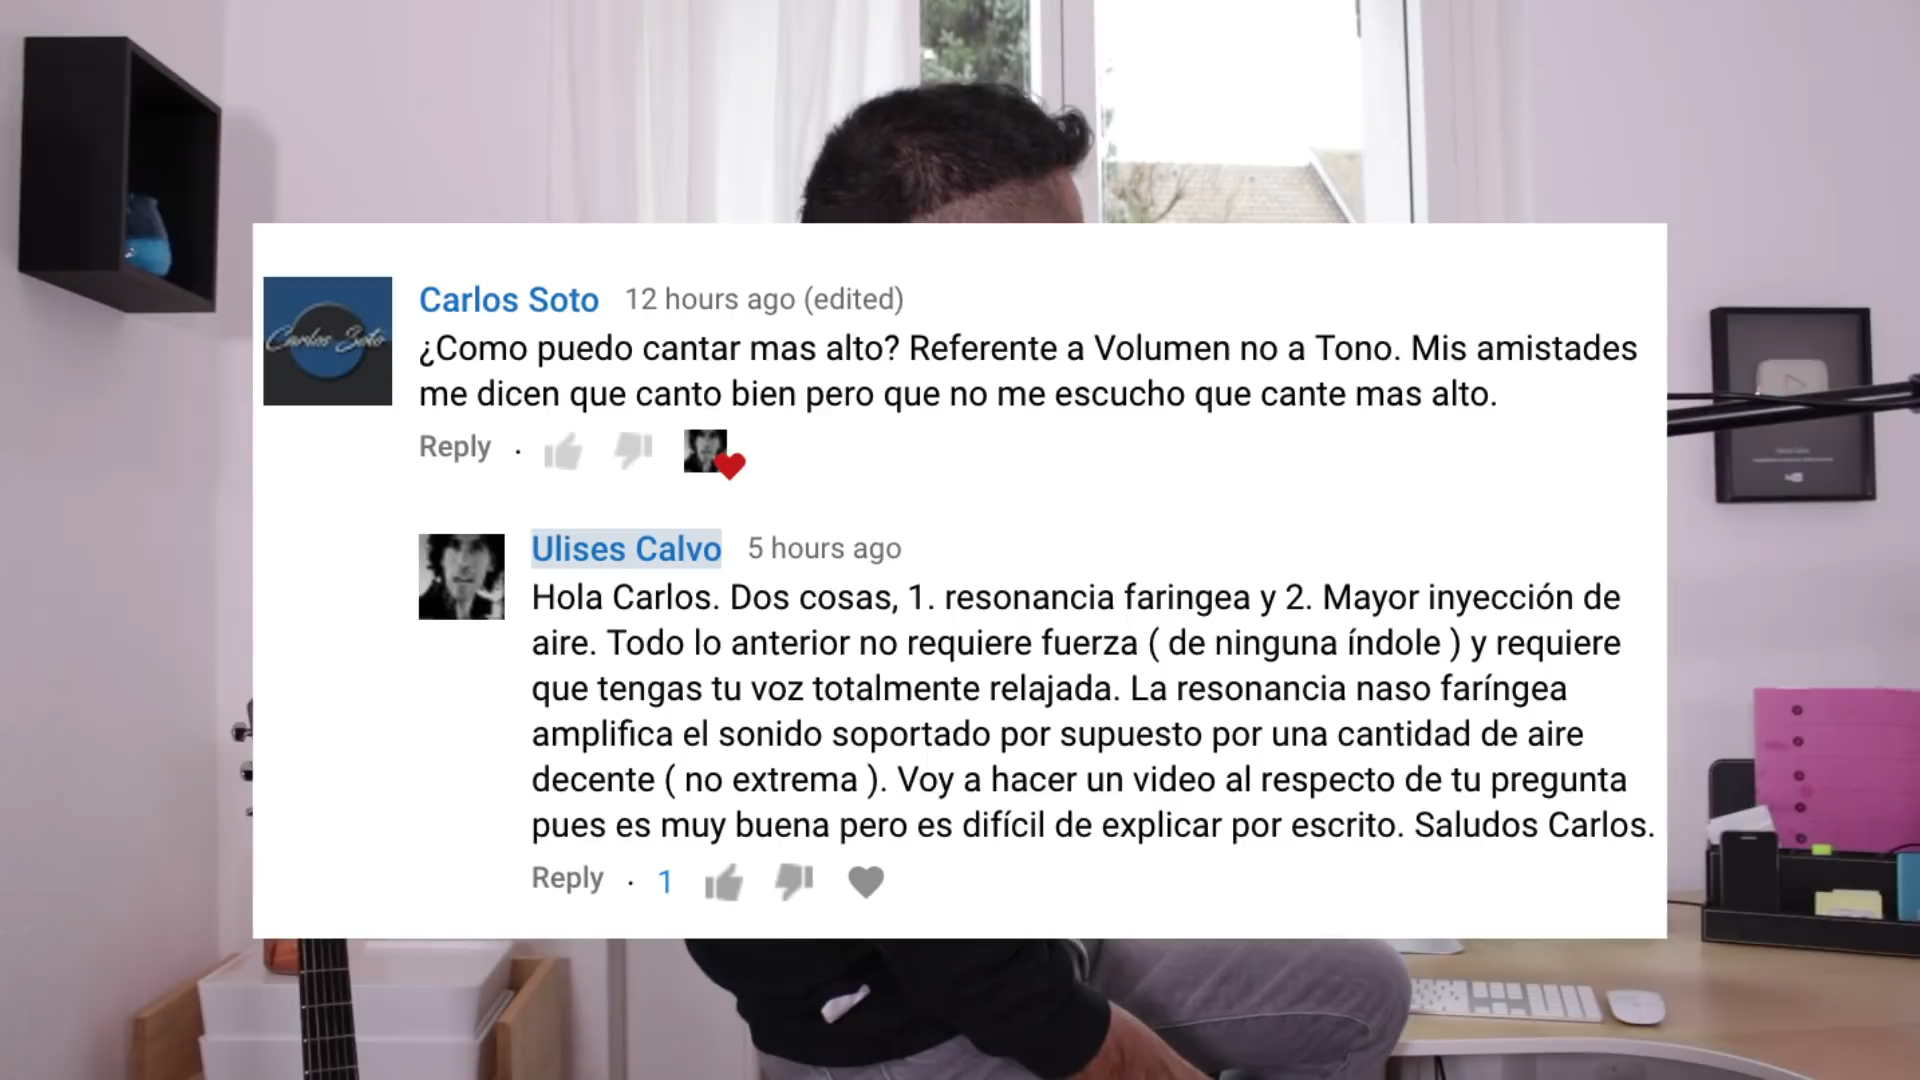 Carlos Soto 12 hours ago (edited)
¿Como puedo cantar mas alto? Referente a Volumen no a Tono. Mis amistades
me dicen que canto bien pero que no me escucho que cante mas alto.
Reply ·
Carlos Soto
Ulises Calvo 5 hours ago
Hola Carlos. Dos cosas, 1. resonancia faringea y 2. Mayor inyección de
aire. Todo lo anterior no requiere fuerza ( de ninguna índole ) y requiere
que tengas tu voz totalmente relajada. La resonancia naso faríngea
amplifica el sonido soportado por supuesto por una cantidad de aire
decente ( no extrema ). Voy a hacer un video al respecto de tu pregunta
pues es muy buena pero es difícil de explicar por escrito. Saludos Carlos.
Reply · 1